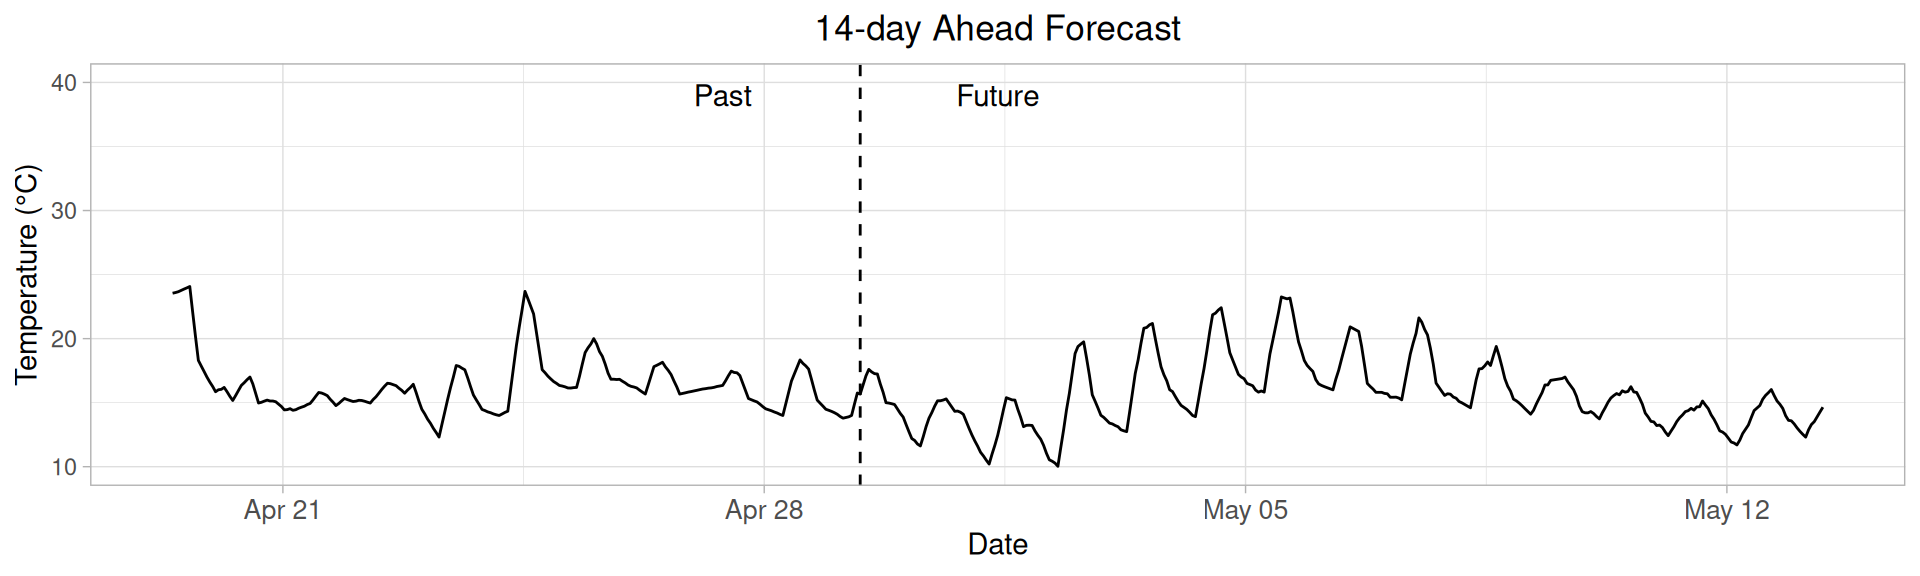 14-day Ahead Forecast
Past
Future
Temperature (°C)
40
30
20
10
Apr 21
Apr 28
May 05
May 12
Date